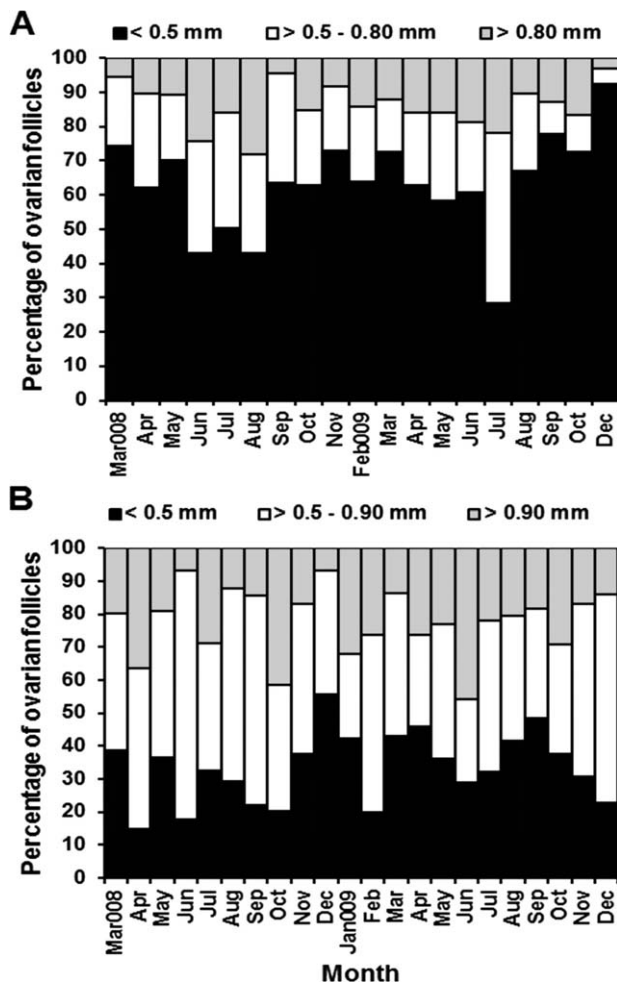 A
< 0.5 mm > 0.5 - 0.80 mm > 0.80 mm
Percentage of ovarian follicles
100
90
80
70
60
50
40
30
20
10
0
Mar008 Apr May Jun Jul Aug Sep Oct Nov Feb009 Mar Apr May Jun Jul Aug Sep Oct Dec
B
< 0.5 mm > 0.5 - 0.90 mm > 0.90 mm
Percentage of ovarian follicles
100
90
80
70
60
50
40
30
20
10
0
Mar008 Apr May Jun Jul Aug Sep Oct Nov Dec Jan009 Feb Mar Apr May Jun Jul Aug Sep Oct Nov Dec
Month